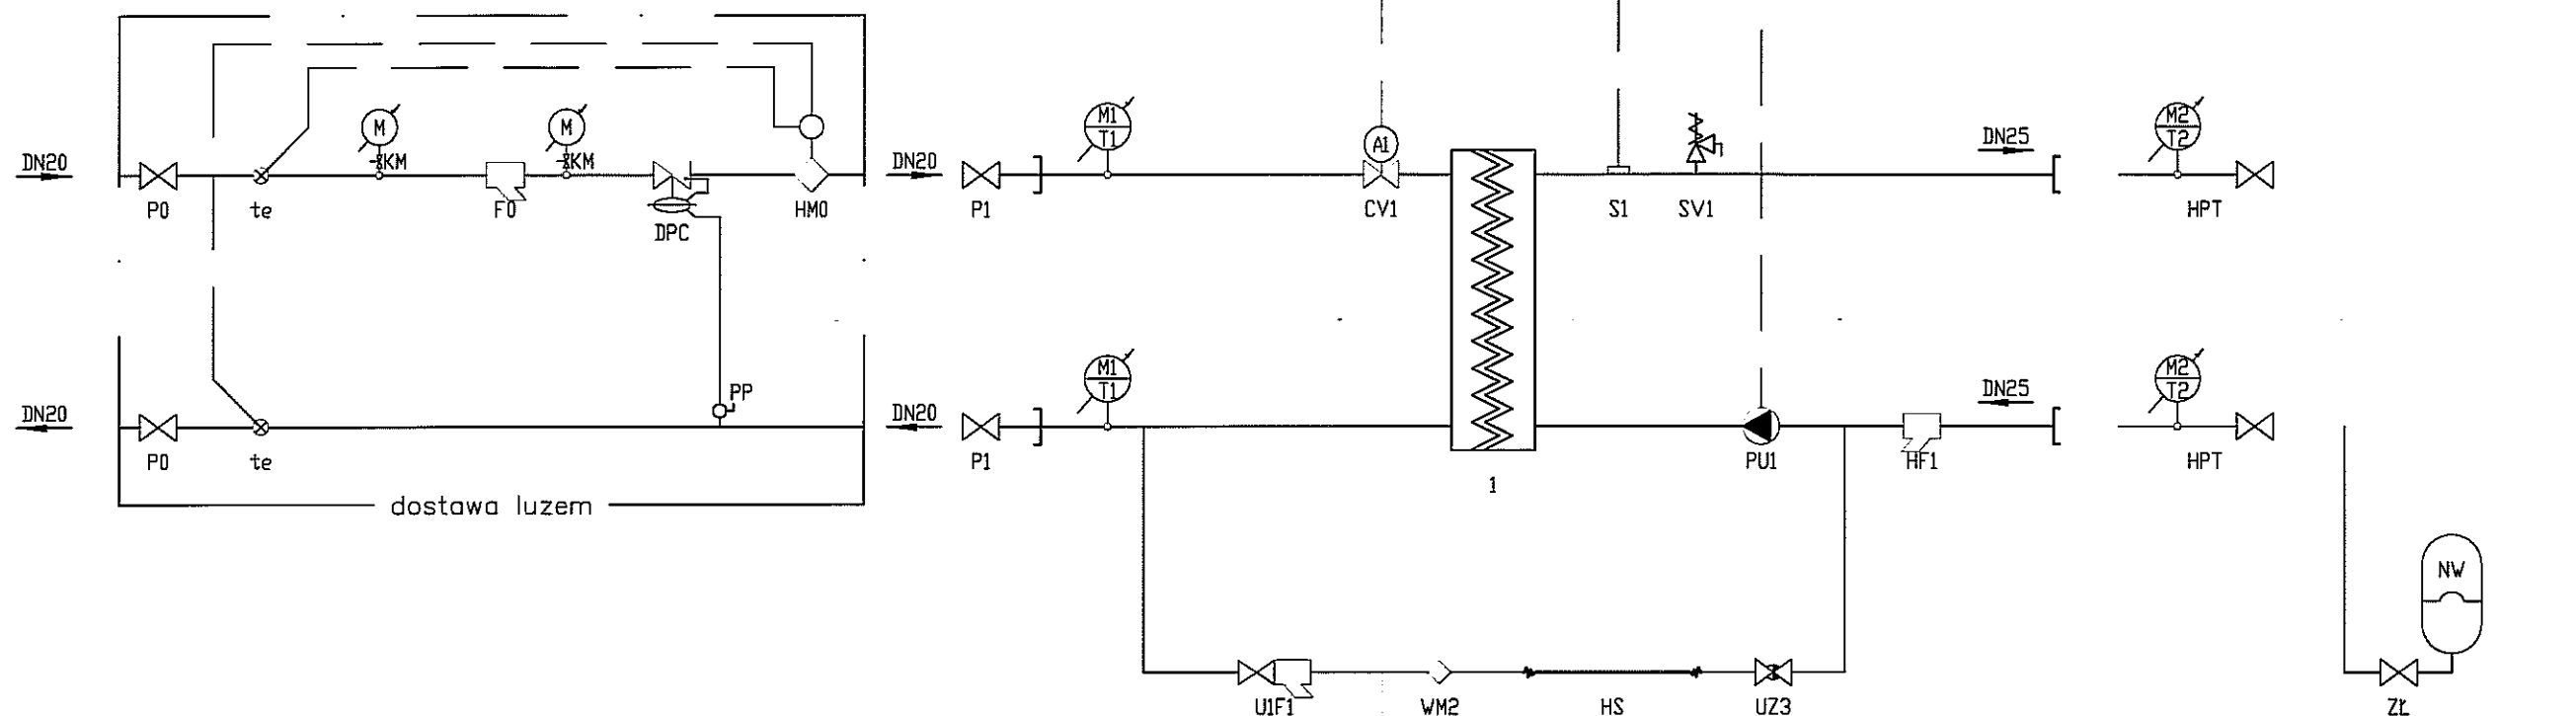 M1
M2
M
M
T1
A1
T2
DN20
KM
KM
DN20
DN25
P0
te
F0
HM0
P1
CV1
S1
SV1
HPT
DPC
M1
M2
T1
T2
PP
DN20
DN20
DN25
P0
te
P1
PU1
HF1
HPT
1
dostawa luzem
NW
U1F1
WM2
HS
UZ3
ZŁ